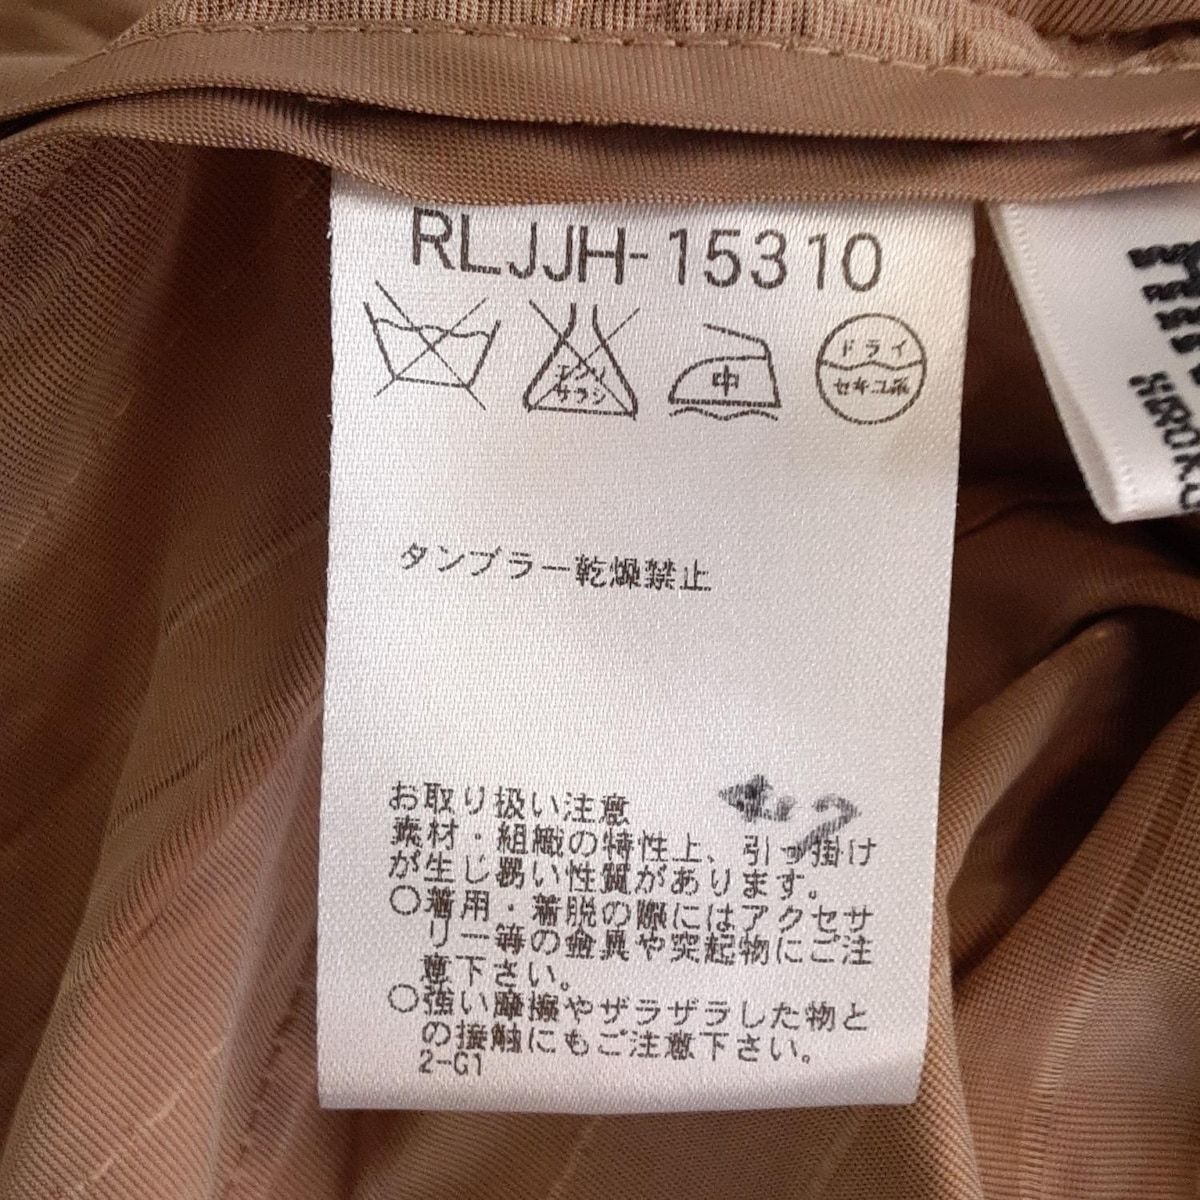 RLJJH-15310
エンソ
サラシ
中
ドライ
セキユ系
タンブラー乾燥禁止
お取り扱い注意
素材・組織の特性上、引っ掛け
が生じ易い性質があります。
○着用・着脱の際にはアクセサ
リー等の金具や突起物にご注
意下さい。
○強い摩擦やザラザラした物と
の接触にもご注意下さい。
2-G1